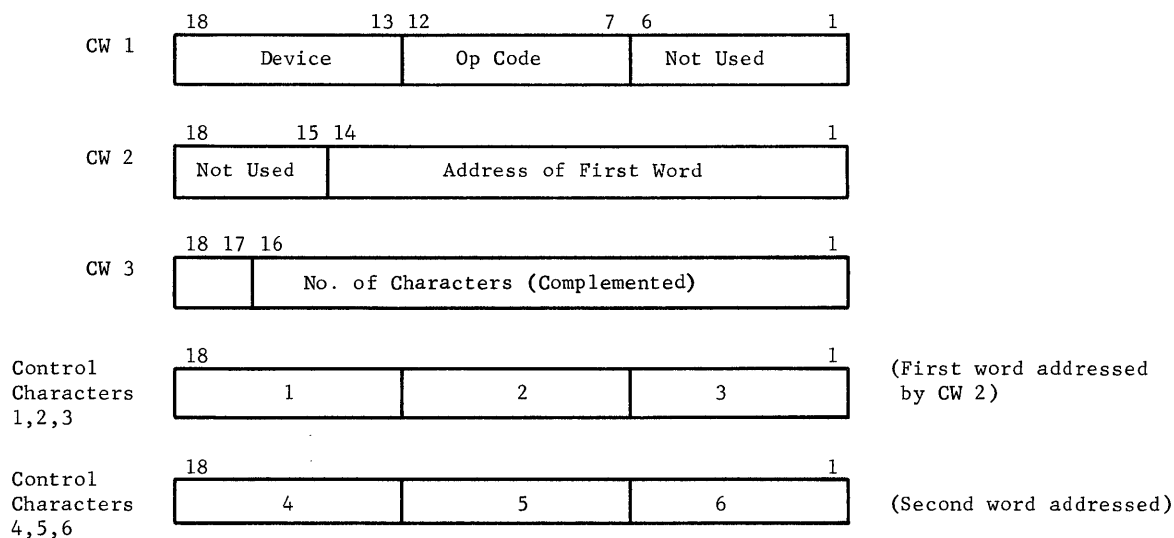 18 13 12 7 6 1
CW 1
Device Op Code Not Used
18 15 14 1
CW 2
Not Used Address of First Word
18 17 16 1
CW 3
No. of Characters (Complemented)
18 1
Control
Characters
1,2,3
1 2 3
(First word addressed
by CW 2)
18 1
Control
Characters
4,5,6
4 5 6
(Second word addressed)